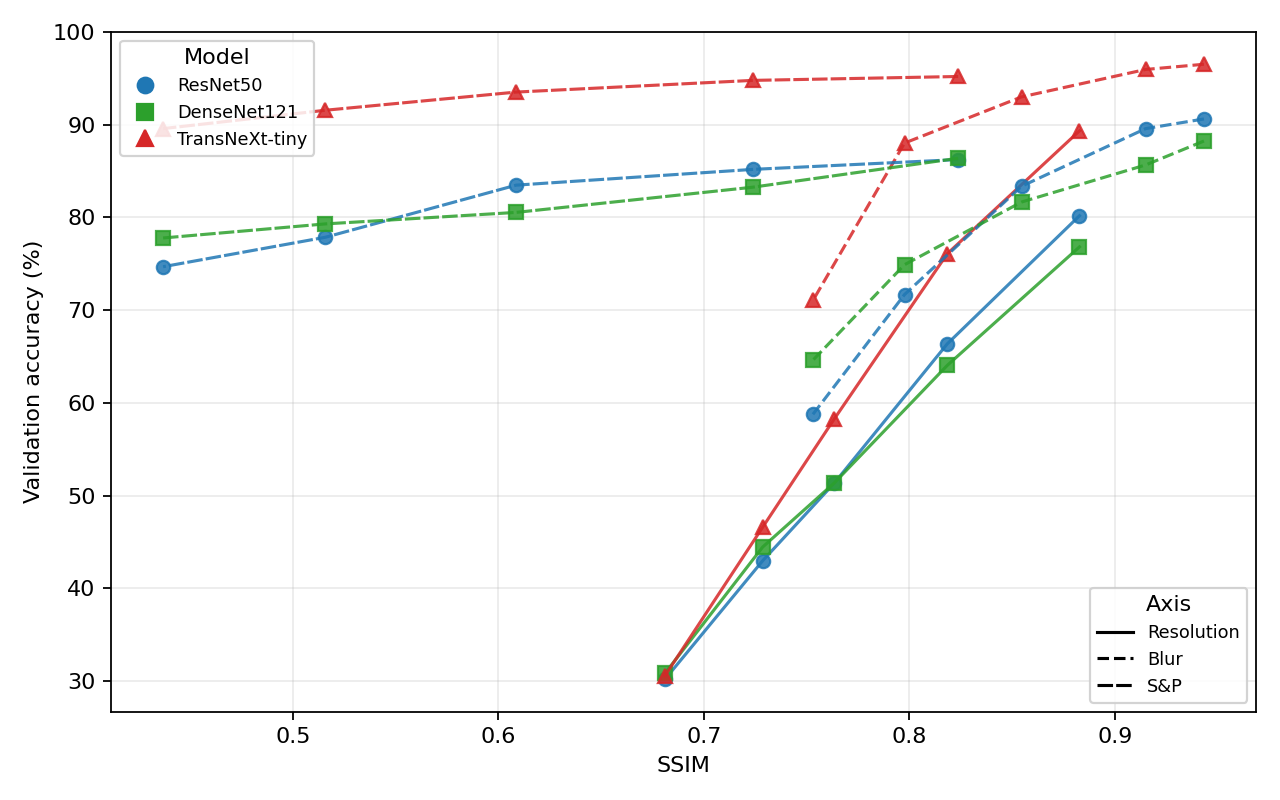 100
90
80
70
60
50
40
30
Validation accuracy (%)
Model
ResNet50
DenseNet121
TransNeXt-tiny
Axis
Resolution
Blur
S&P
0.5
0.6
0.7
0.8
0.9
SSIM